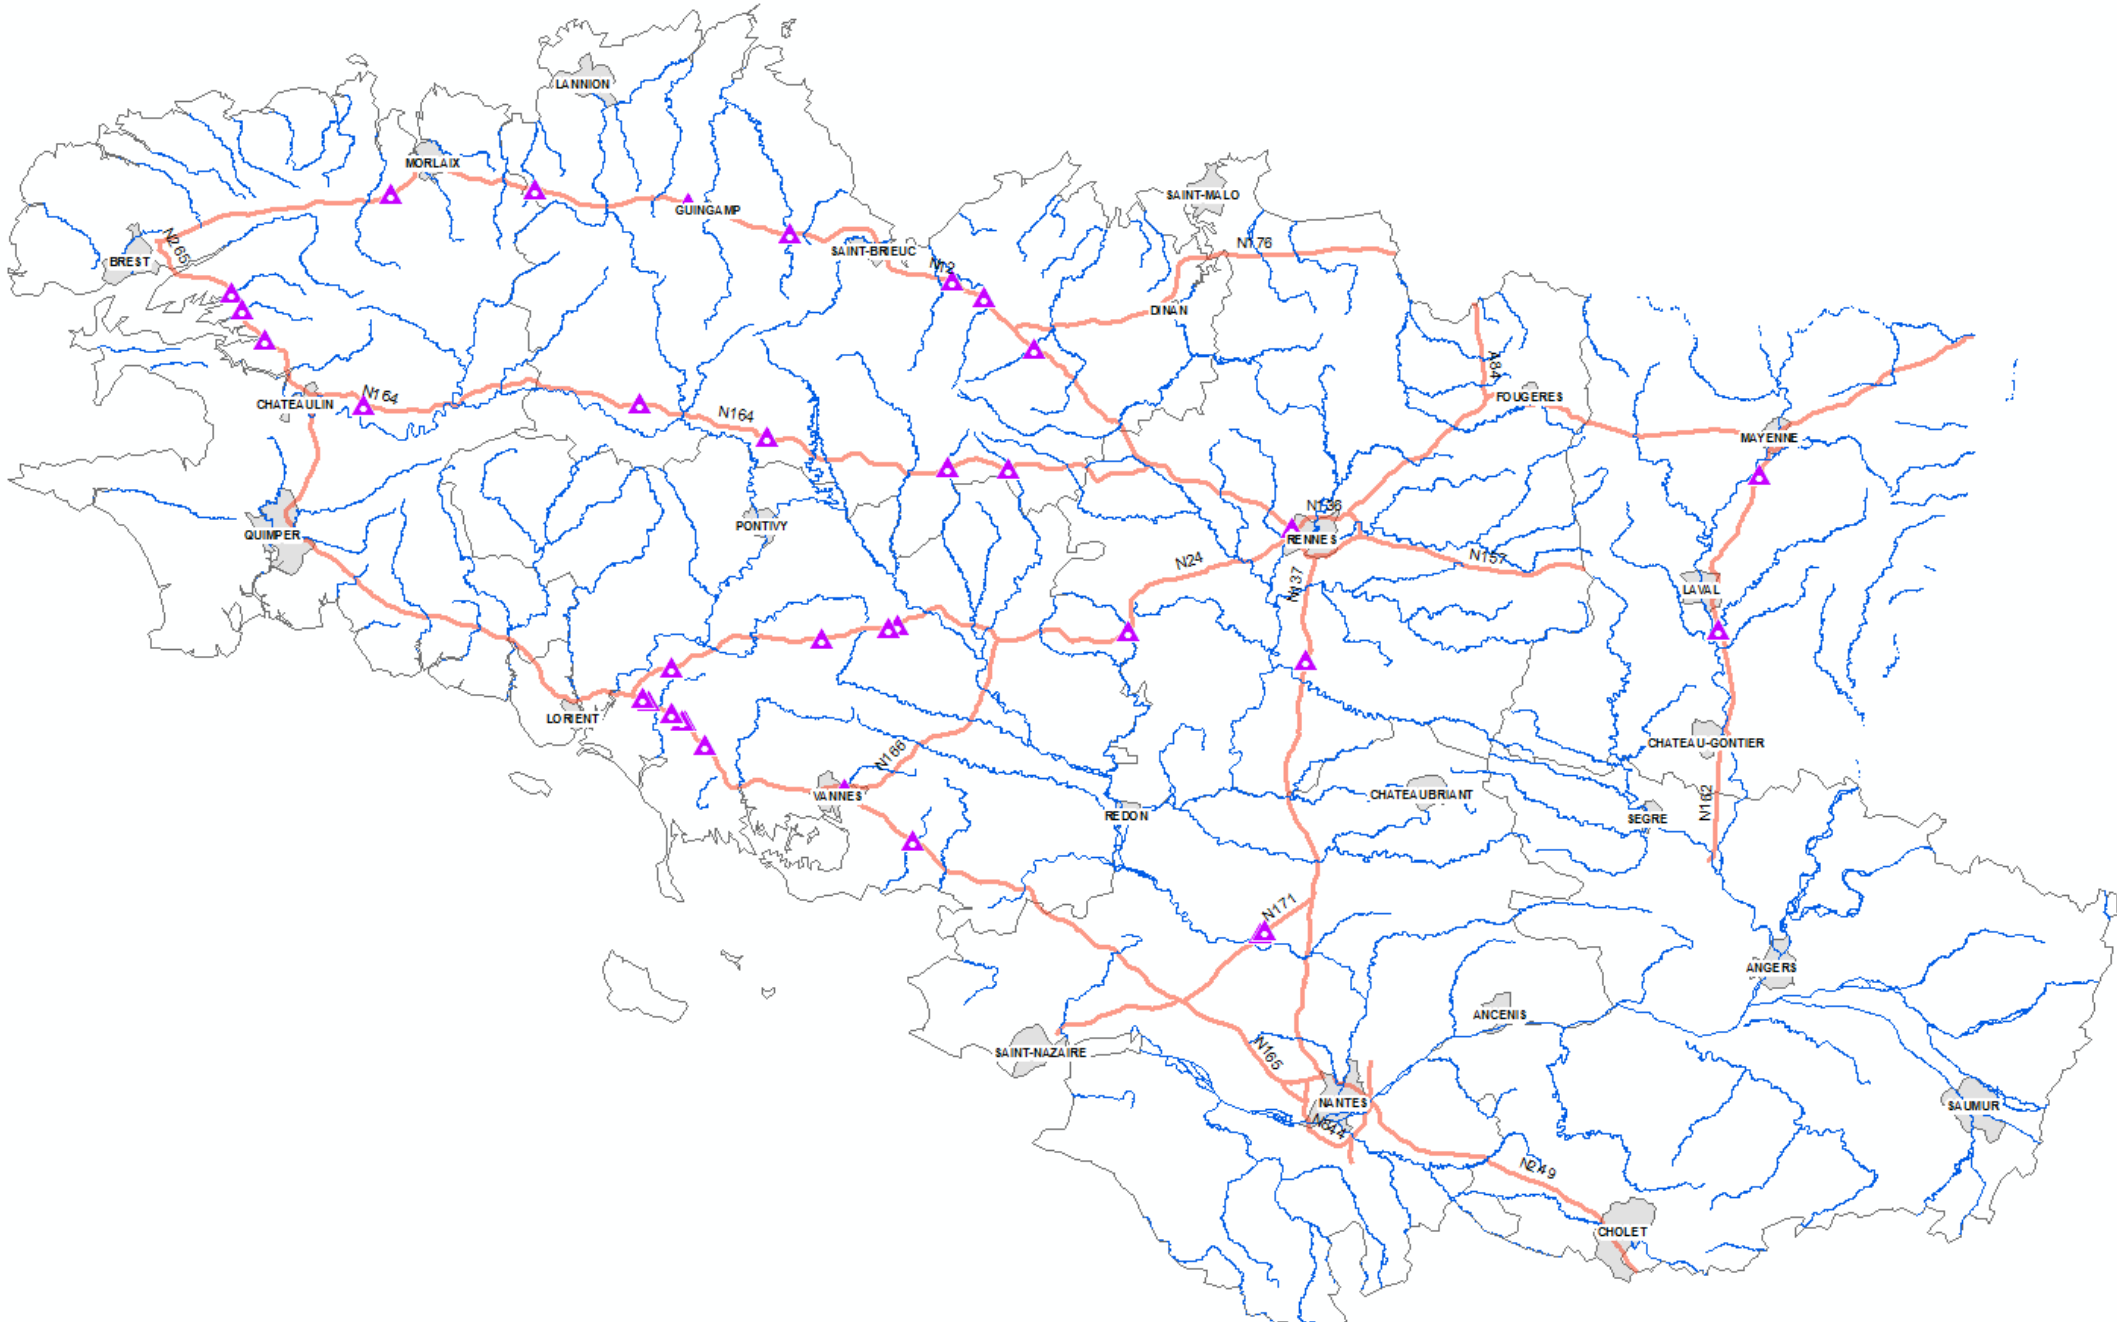 LANNION
MORLAIX
SAINT-MALO
GUINGAMP
N265
BREST
SAINT-BRIEUC
N176
N12
DINAN
A84
N164
CHATEAULIN
FOUGERES
N164
MAYENNE
N136
PONTIVY
QUIMPER
RENNES
N24
N157
N137
LAVAL
LORIENT
CHATEAU-GONTIER
N166
VANNES
CHATEAUBRIANT
N162
REDON
SEGRE
N171
ANGERS
ANCENIS
SAINT-NAZAIRE
N165
NANTES
SAUMUR
N844
N249
CHOLET